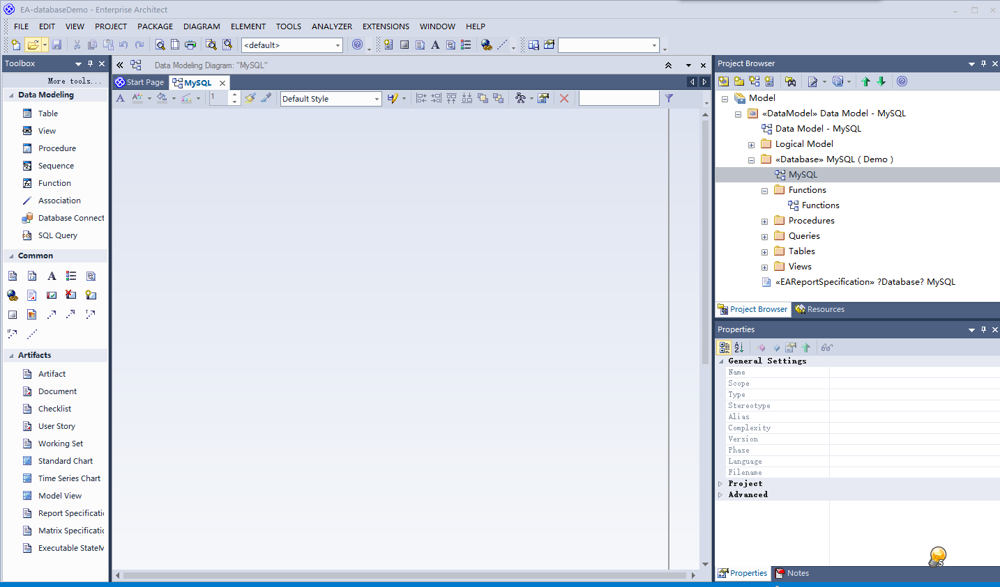 EA-databaseDemo - Enterprise Architect
FILE EDIT VIEW PROJECT PACKAGE DIAGRAM ELEMENT TOOLS ANALYZER EXTENSIONS WINDOW HELP
<default>
Toolbox
More tools...
Data Modeling
Table
View
Procedure
Sequence
Function
Association
Database Connect
SQL Query
Common
Artifacts
Artifact
Document
Checklist
User Story
Working Set
Standard Chart
Time Series Chart
Model View
Report Specificati
Matrix Specificatio
Executable StateM
Data Modeling Diagram: "MySQL"
Start Page MySQL
1 Default Style
Project Browser
Model
«DataModel» Data Model - MySQL
Data Model - MySQL
Logical Model
«Database» MySQL ( Demo )
MySQL
Functions
Functions
Procedures
Queries
Tables
Views
«EAReportSpecification» ?Database? MySQL
Project Browser Resources
Properties
General Settings
Name
Scope
Type
Stereotype
Alias
Complexity
Version
Phase
Language
Filename
Project
Advanced
Properties Notes